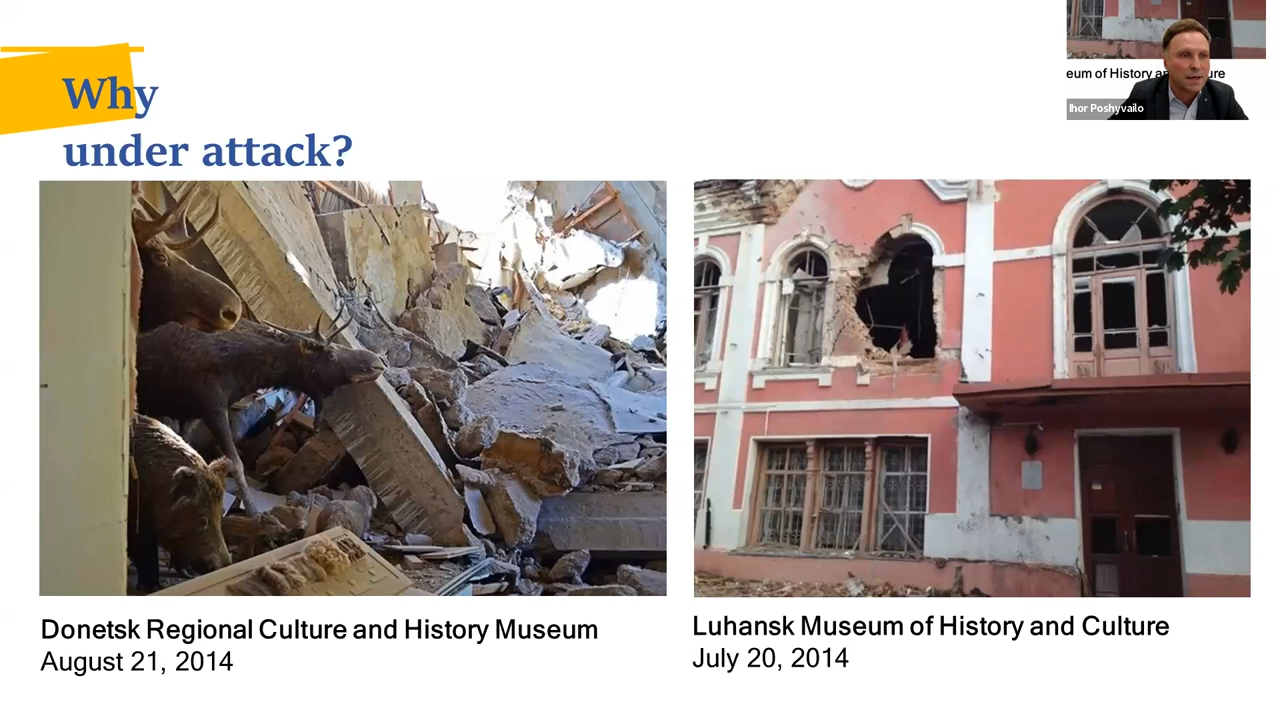 Why
under attack?
eum of History an ure
Ihor Poshyvailo
Donetsk Regional Culture and History Museum
August 21, 2014
Luhansk Museum of History and Culture
July 20, 2014